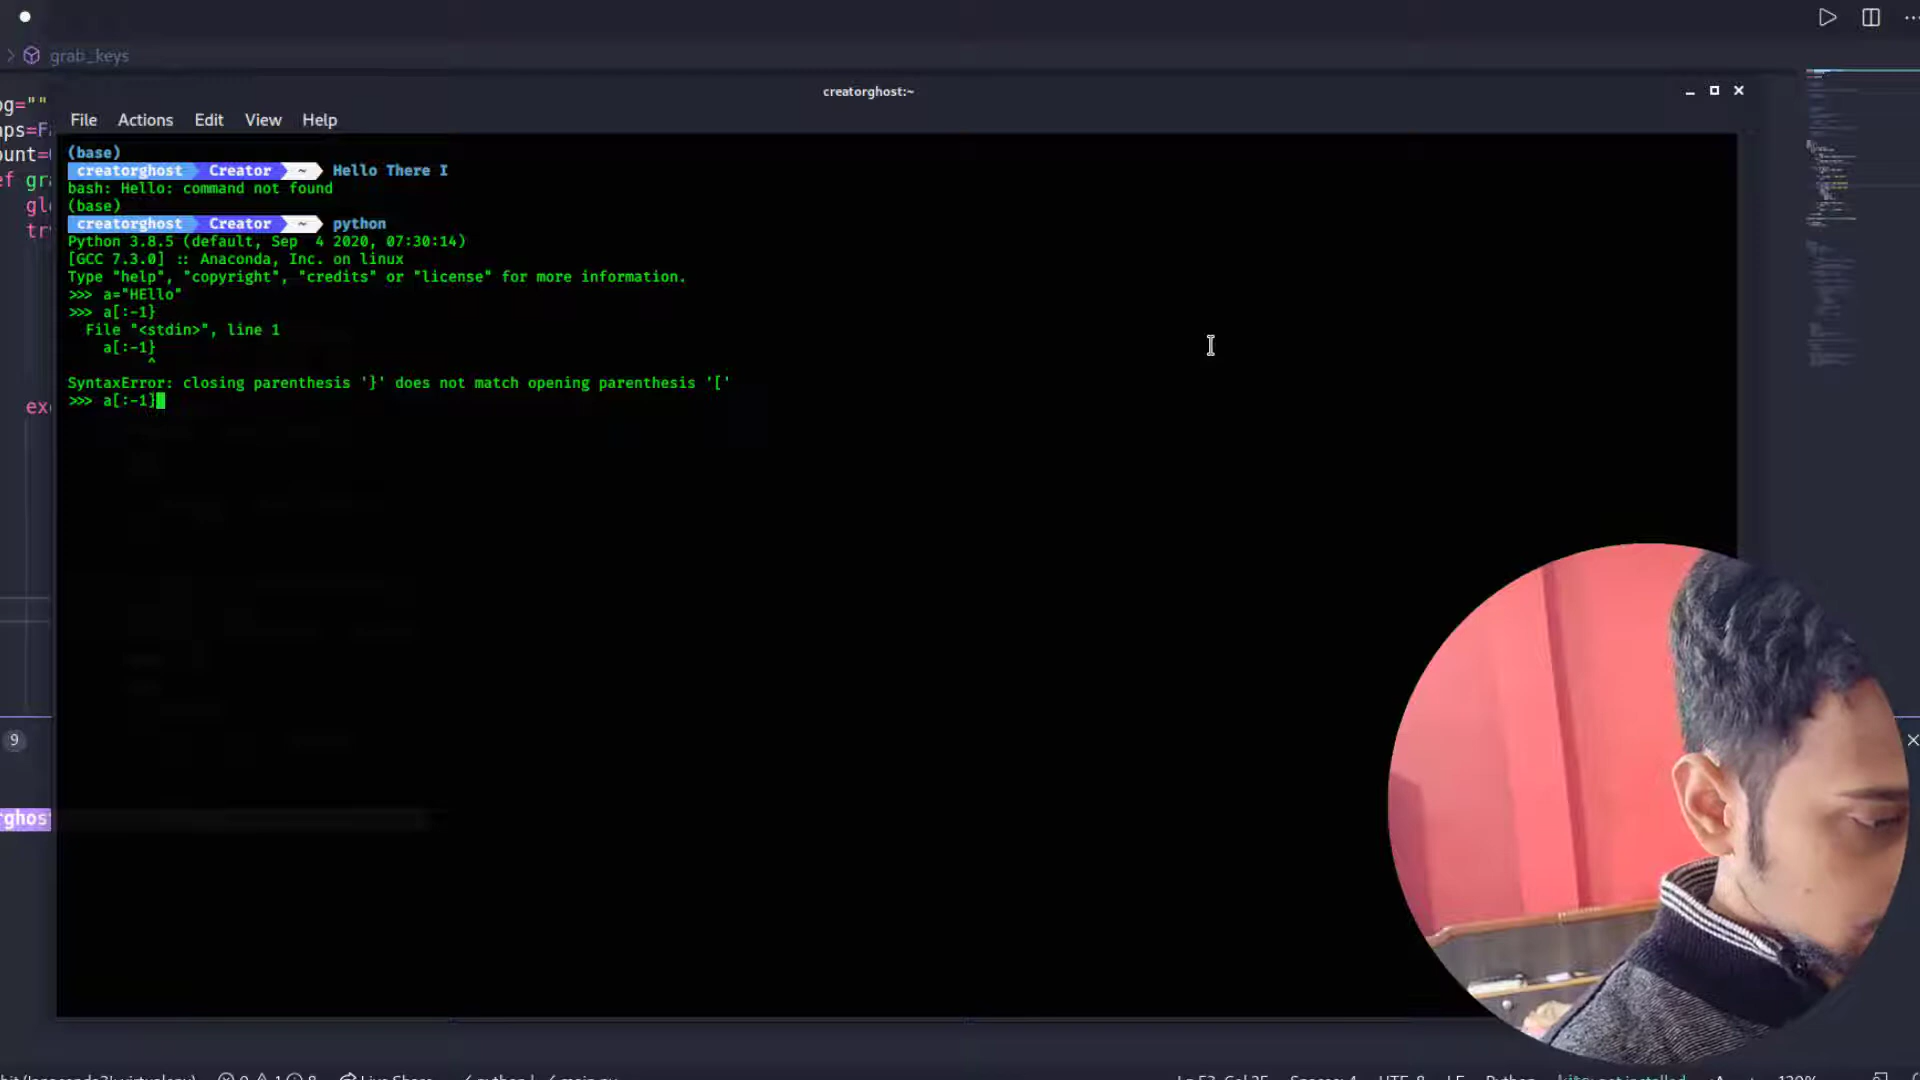 grab_keys
creatorghost:~
File Actions Edit View Help
(base)
creatorghost Creator ~ Hello There I
bash: Hello: command not found
(base)
creatorghost Creator ~ python
Python 3.8.5 (default, Sep  4 2020, 07:30:14)
[GCC 7.3.0] :: Anaconda, Inc. on linux
Type "help", "copyright", "credits" or "license" for more information.
>>> a="HEllo"
>>> a[:-1}
File "<stdin>", line 1
a[:-1}
^
SyntaxError: closing parenthesis '}' does not match opening parenthesis '['
>>> a[:-1}
9